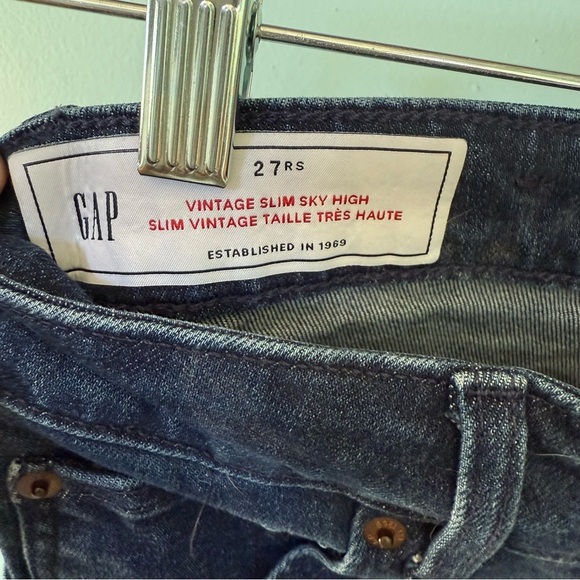 27RS
GAP
VINTAGE SLIM SKY HIGH
SLIM VINTAGE TAILLE TRÈS HAUTE
ESTABLISHED IN 1969